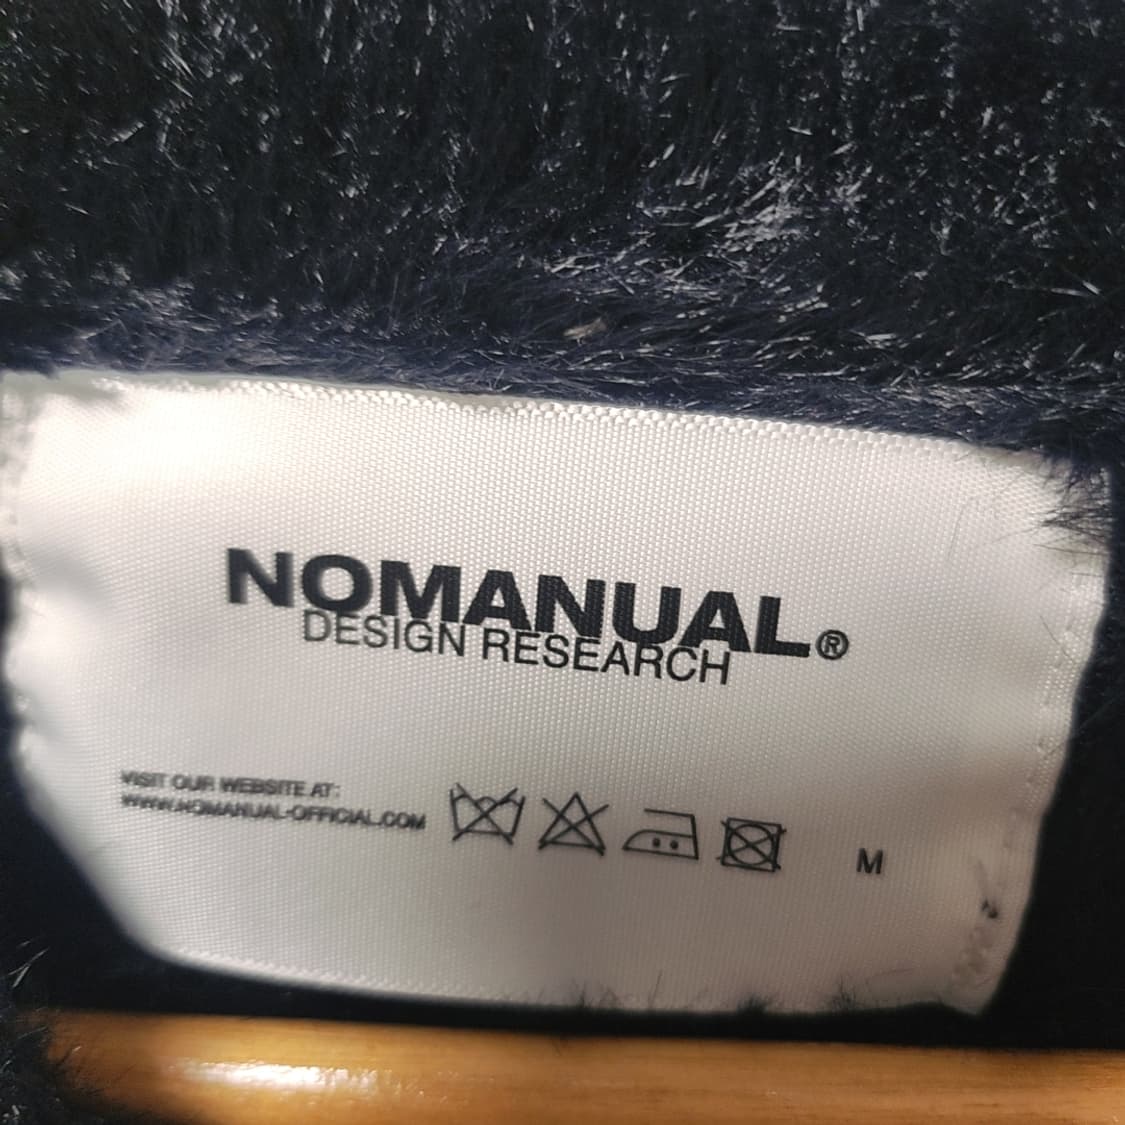 NOMANUAL®
DESIGN RESEARCH
VISIT OUR WEBSITE AT:
WWW.NOMANUAL-OFFICIAL.COM
M